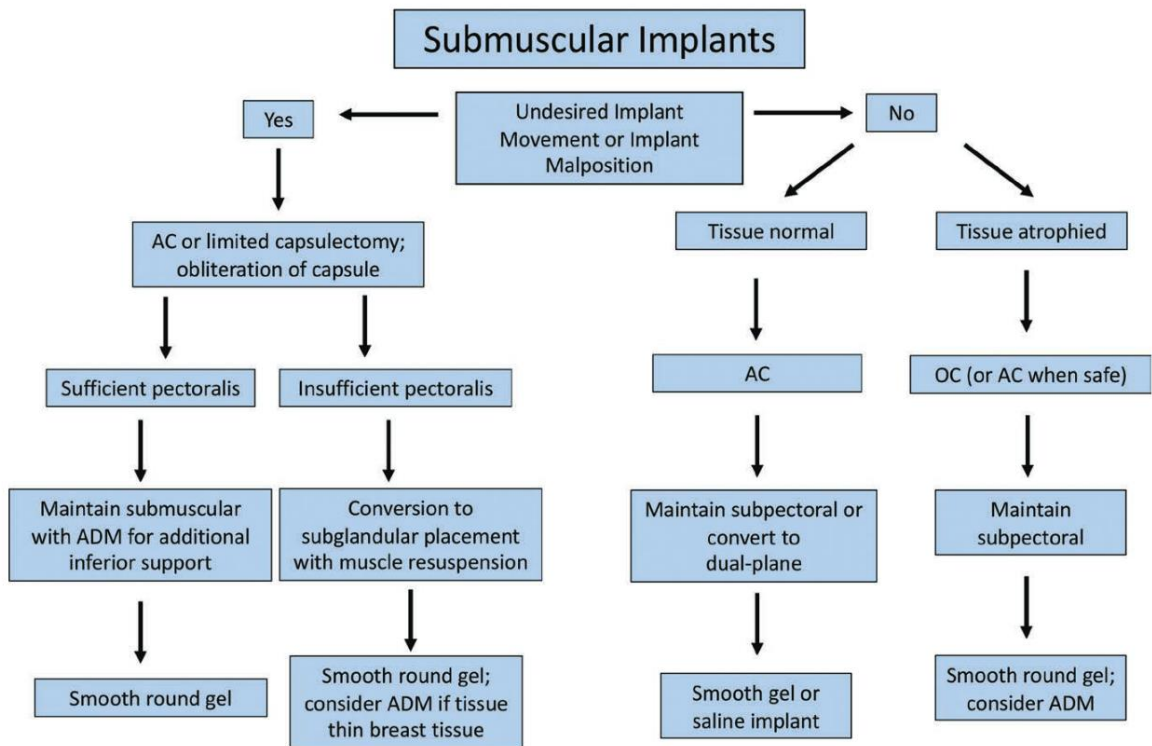 Submuscular Implants
Yes
Undesired Implant
Movement or Implant
Malposition
No
AC or limited capsulectomy;
obliteration of capsule
Tissue normal
Tissue atrophied
Sufficient pectoralis
Insufficient pectoralis
AC
OC (or AC when safe)
Maintain submuscular
with ADM for additional
inferior support
Conversion to
subglandular placement
with muscle resuspension
Maintain subpectoral or
convert to
dual-plane
Maintain
subpectoral
Smooth round gel
Smooth round gel;
consider ADM if tissue
thin breast tissue
Smooth gel or
saline implant
Smooth round gel;
consider ADM